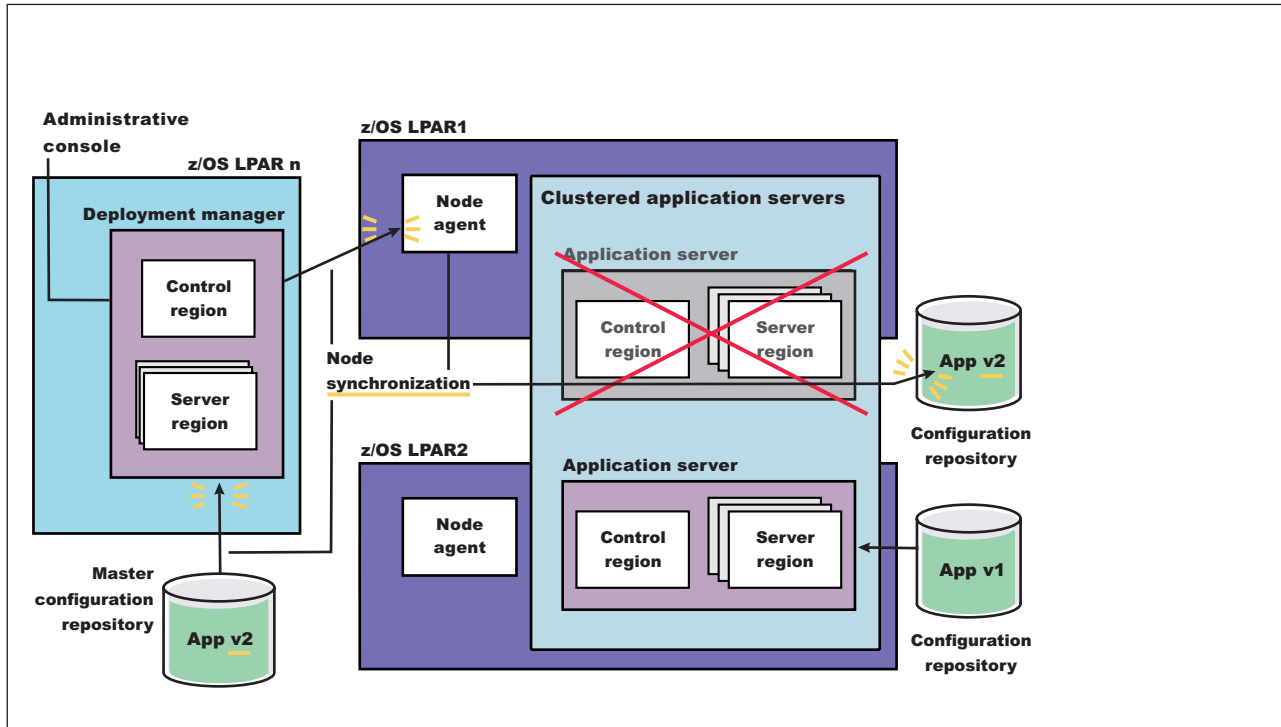 Administrative
console
z/OS LPAR n
Deployment manager
Control
region
Server
region
Master
configuration
repository
App v2
Node
synchronization
z/OS LPAR1
Node
agent
Clustered application servers
Application server
Control
region
Server
region
App v2
Configuration
repository
z/OS LPAR2
Node
agent
Application server
Control
region
Server
region
App v1
Configuration
repository